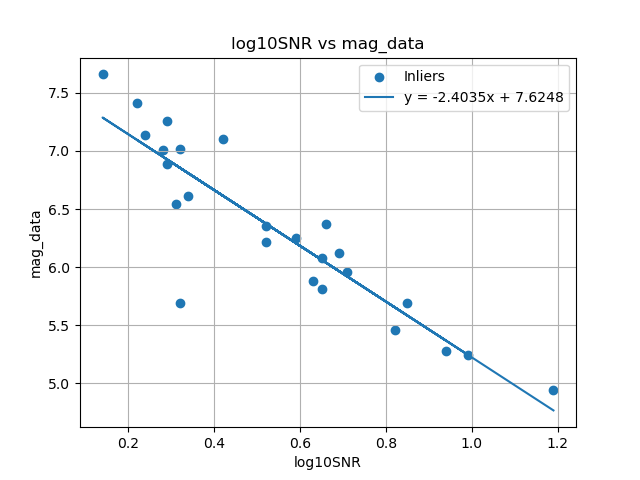 log10SNR vs mag_data
Inliers
y = -2.4035x + 7.6248
7.5
7.0
6.5
6.0
5.5
5.0
mag_data
0.2 0.4 0.6 0.8 1.0 1.2
log10SNR